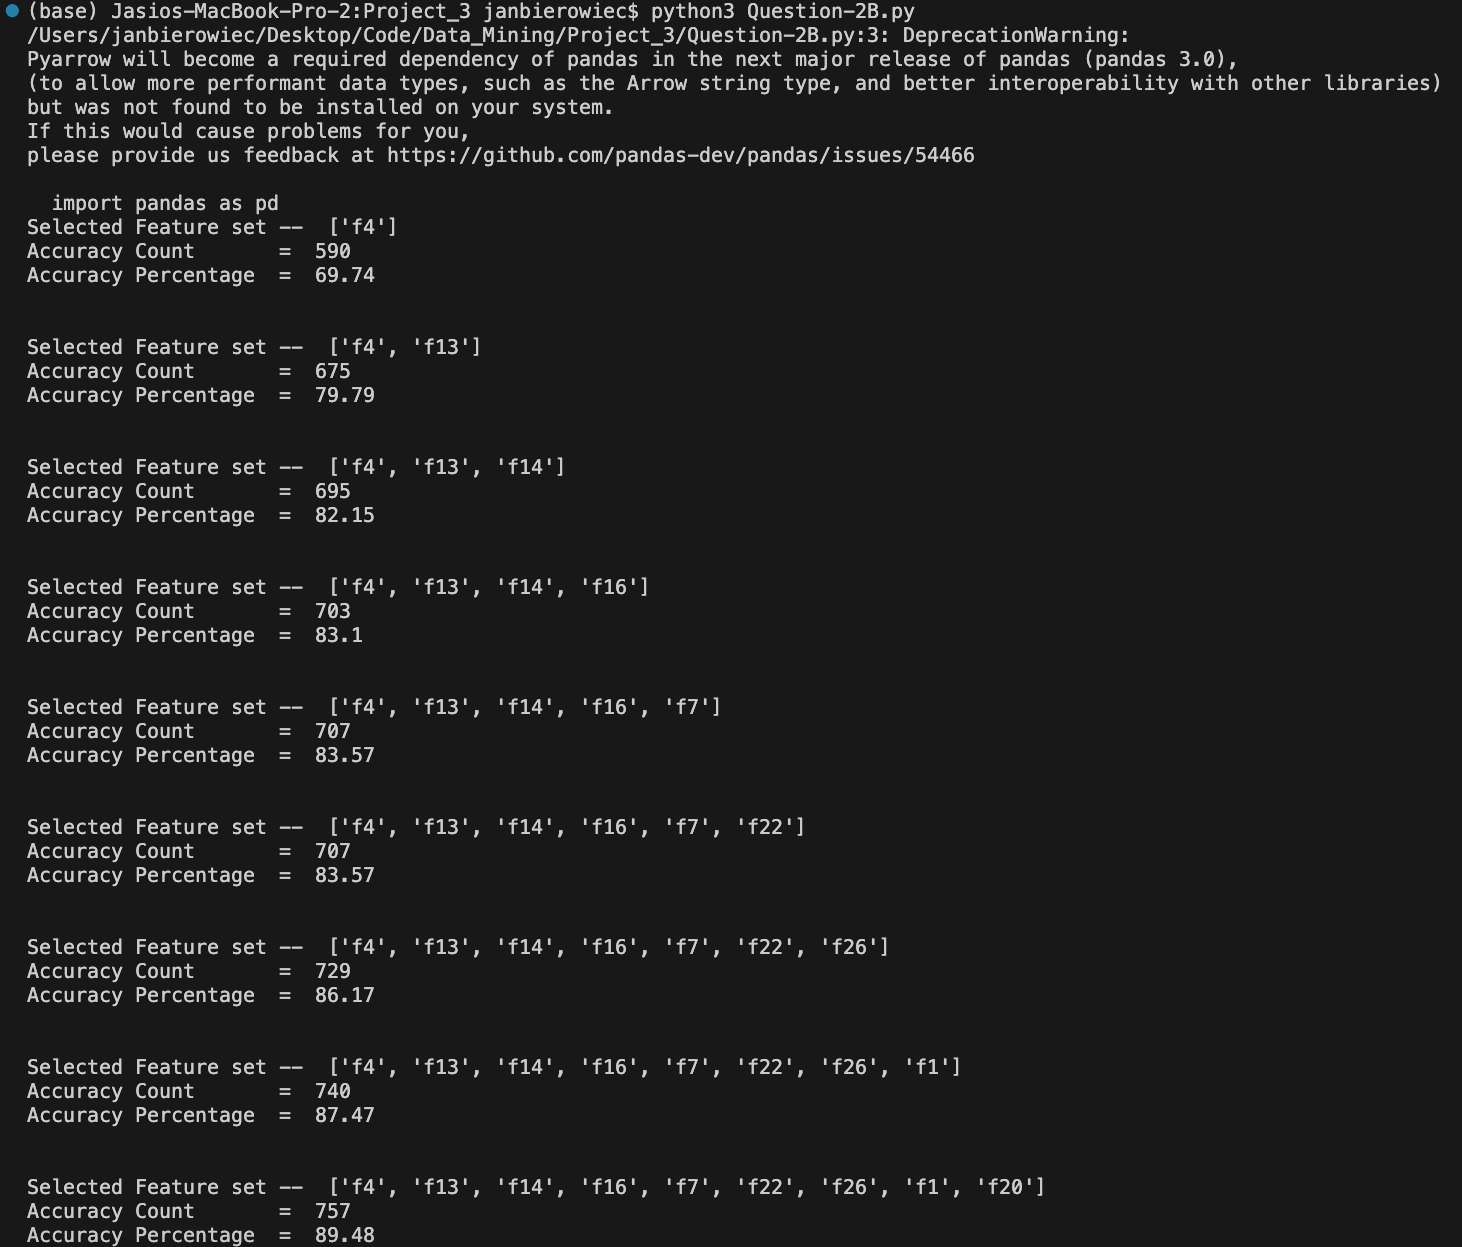 (base) Jasios-MacBook-Pro-2:Project_3 janbierowiec$ python3 Question-2B.py
/Users/janbierowiec/Desktop/Code/Data_Mining/Project_3/Question-2B.py:3: DeprecationWarning:
Pyarrow will become a required dependency of pandas in the next major release of pandas (pandas 3.0),
(to allow more performant data types, such as the Arrow string type, and better interoperability with other libraries)
but was not found to be installed on your system.
If this would cause problems for you,
please provide us feedback at https://github.com/pandas-dev/pandas/issues/54466
  import pandas as pd
Selected Feature set --  ['f4']
Accuracy Count       =  590
Accuracy Percentage  =  69.74
Selected Feature set --  ['f4', 'f13']
Accuracy Count       =  675
Accuracy Percentage  =  79.79
Selected Feature set --  ['f4', 'f13', 'f14']
Accuracy Count       =  695
Accuracy Percentage  =  82.15
Selected Feature set --  ['f4', 'f13', 'f14', 'f16']
Accuracy Count       =  703
Accuracy Percentage  =  83.1
Selected Feature set --  ['f4', 'f13', 'f14', 'f16', 'f7']
Accuracy Count       =  707
Accuracy Percentage  =  83.57
Selected Feature set --  ['f4', 'f13', 'f14', 'f16', 'f7', 'f22']
Accuracy Count       =  707
Accuracy Percentage  =  83.57
Selected Feature set --  ['f4', 'f13', 'f14', 'f16', 'f7', 'f22', 'f26']
Accuracy Count       =  729
Accuracy Percentage  =  86.17
Selected Feature set --  ['f4', 'f13', 'f14', 'f16', 'f7', 'f22', 'f26', 'f1']
Accuracy Count       =  740
Accuracy Percentage  =  87.47
Selected Feature set --  ['f4', 'f13', 'f14', 'f16', 'f7', 'f22', 'f26', 'f1', 'f20']
Accuracy Count       =  757
Accuracy Percentage  =  89.48